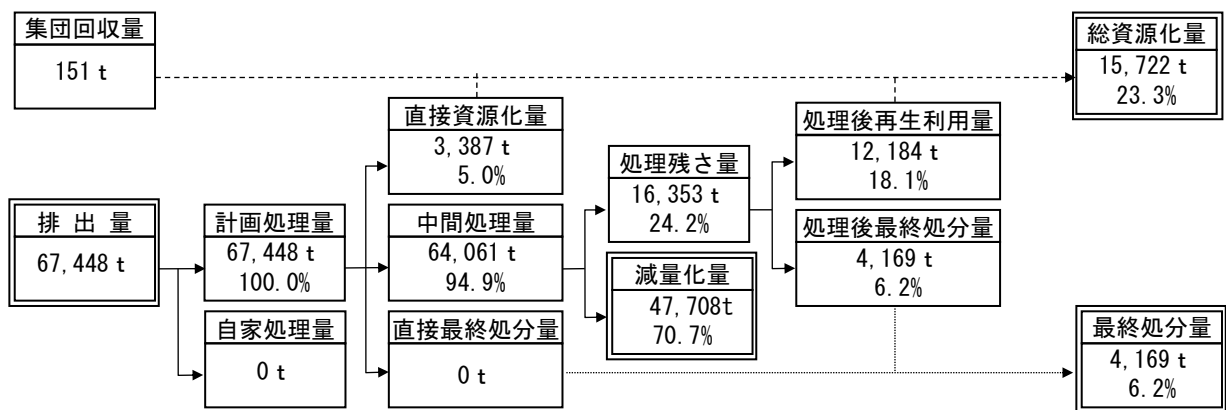 集団回収量
151 t
総資源化量
15,722 t
23.3%
直接資源化量
3,387 t
5.0%
処理後再生利用量
12,184 t
18.1%
処理残さ量
16,353 t
24.2%
排出量
67,448 t
計画処理量
67,448 t
100.0%
中間処理量
64,061 t
94.9%
処理後最終処分量
4,169 t
6.2%
減量化量
47,708t
70.7%
自家処理量
0 t
直接最終処分量
0 t
最終処分量
4,169 t
6.2%